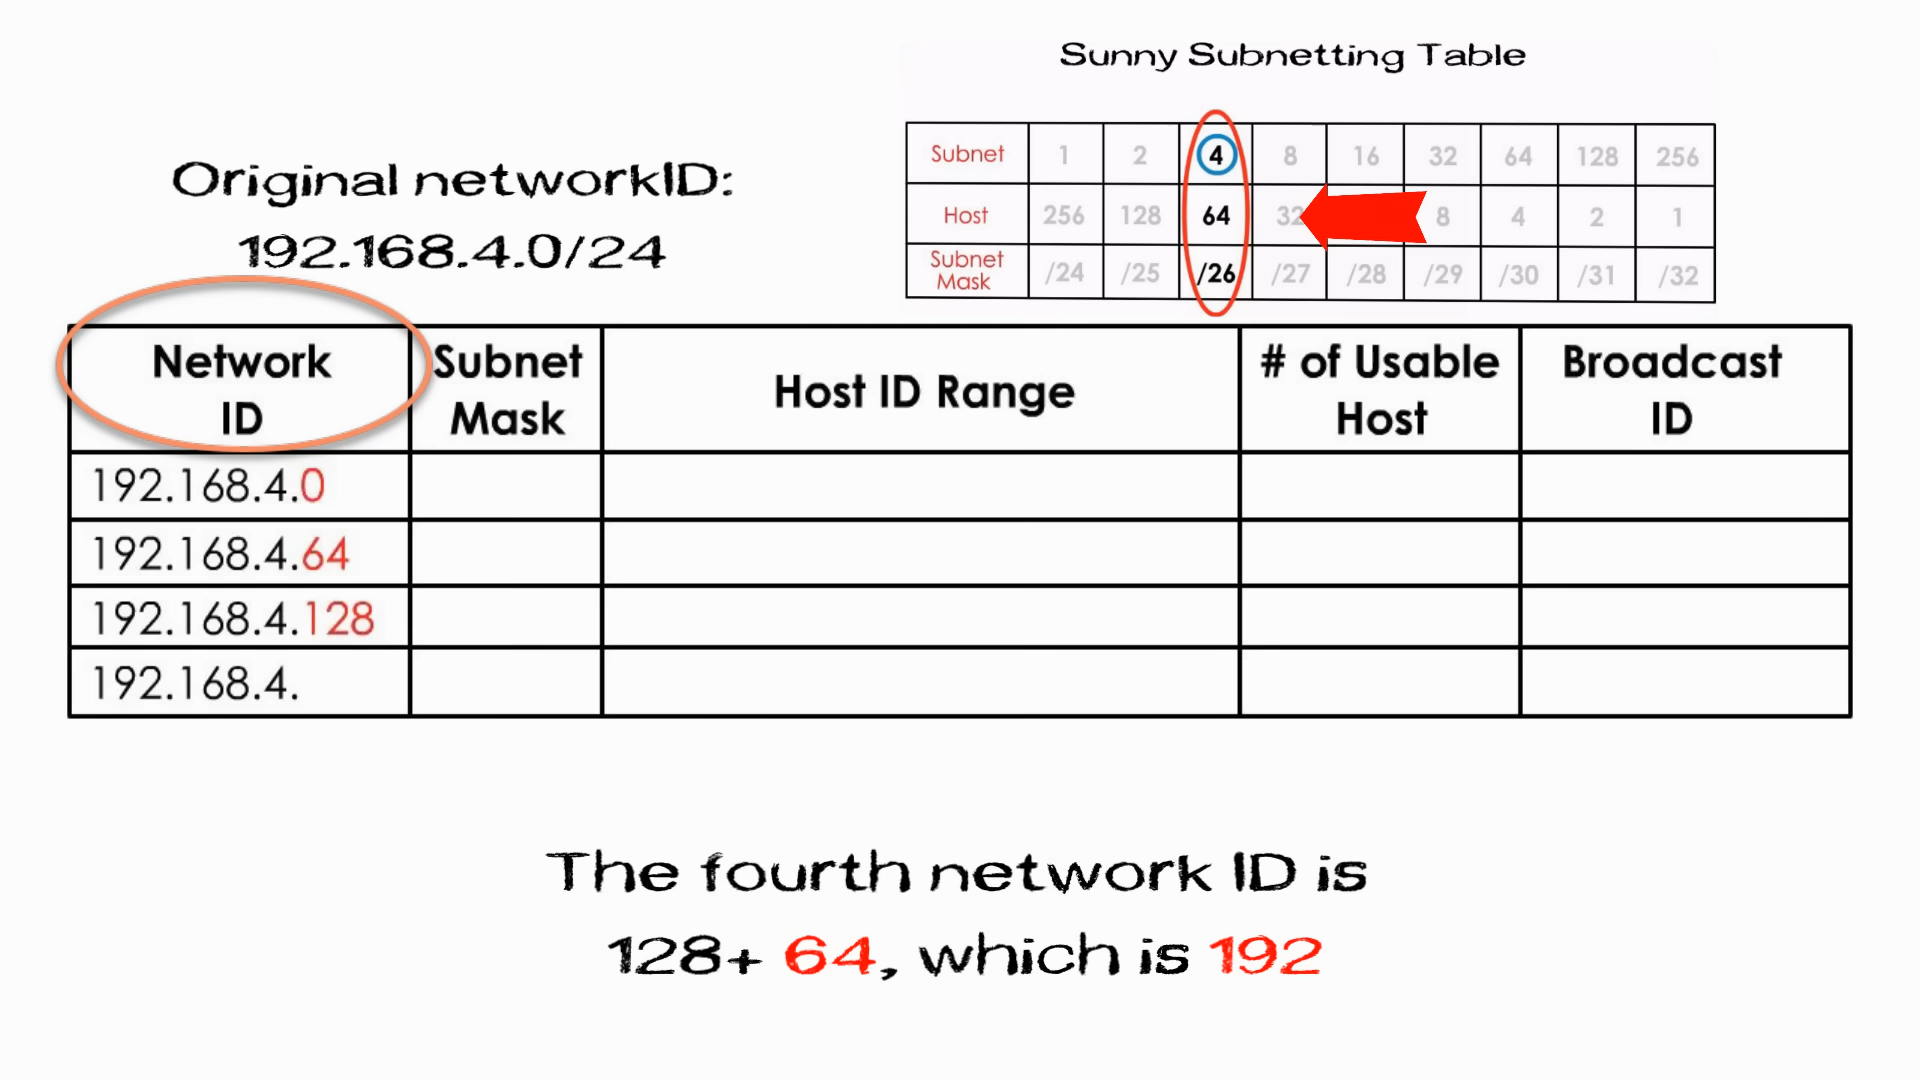 Sunny Subnetting Table
Subnet 1 2 4 8 16 32 64 128 256
Host 256 128 64 32 8 4 2 1
Subnet Mask /24 /25 /26 /27 /28 /29 /30 /31 /32
Original networkID:
192.168.4.0/24
Network ID Subnet Mask Host ID Range # of Usable Host Broadcast ID
192.168.4.0
192.168.4.64
192.168.4.128
192.168.4.
The fourth network ID is
128+ 64, which is 192